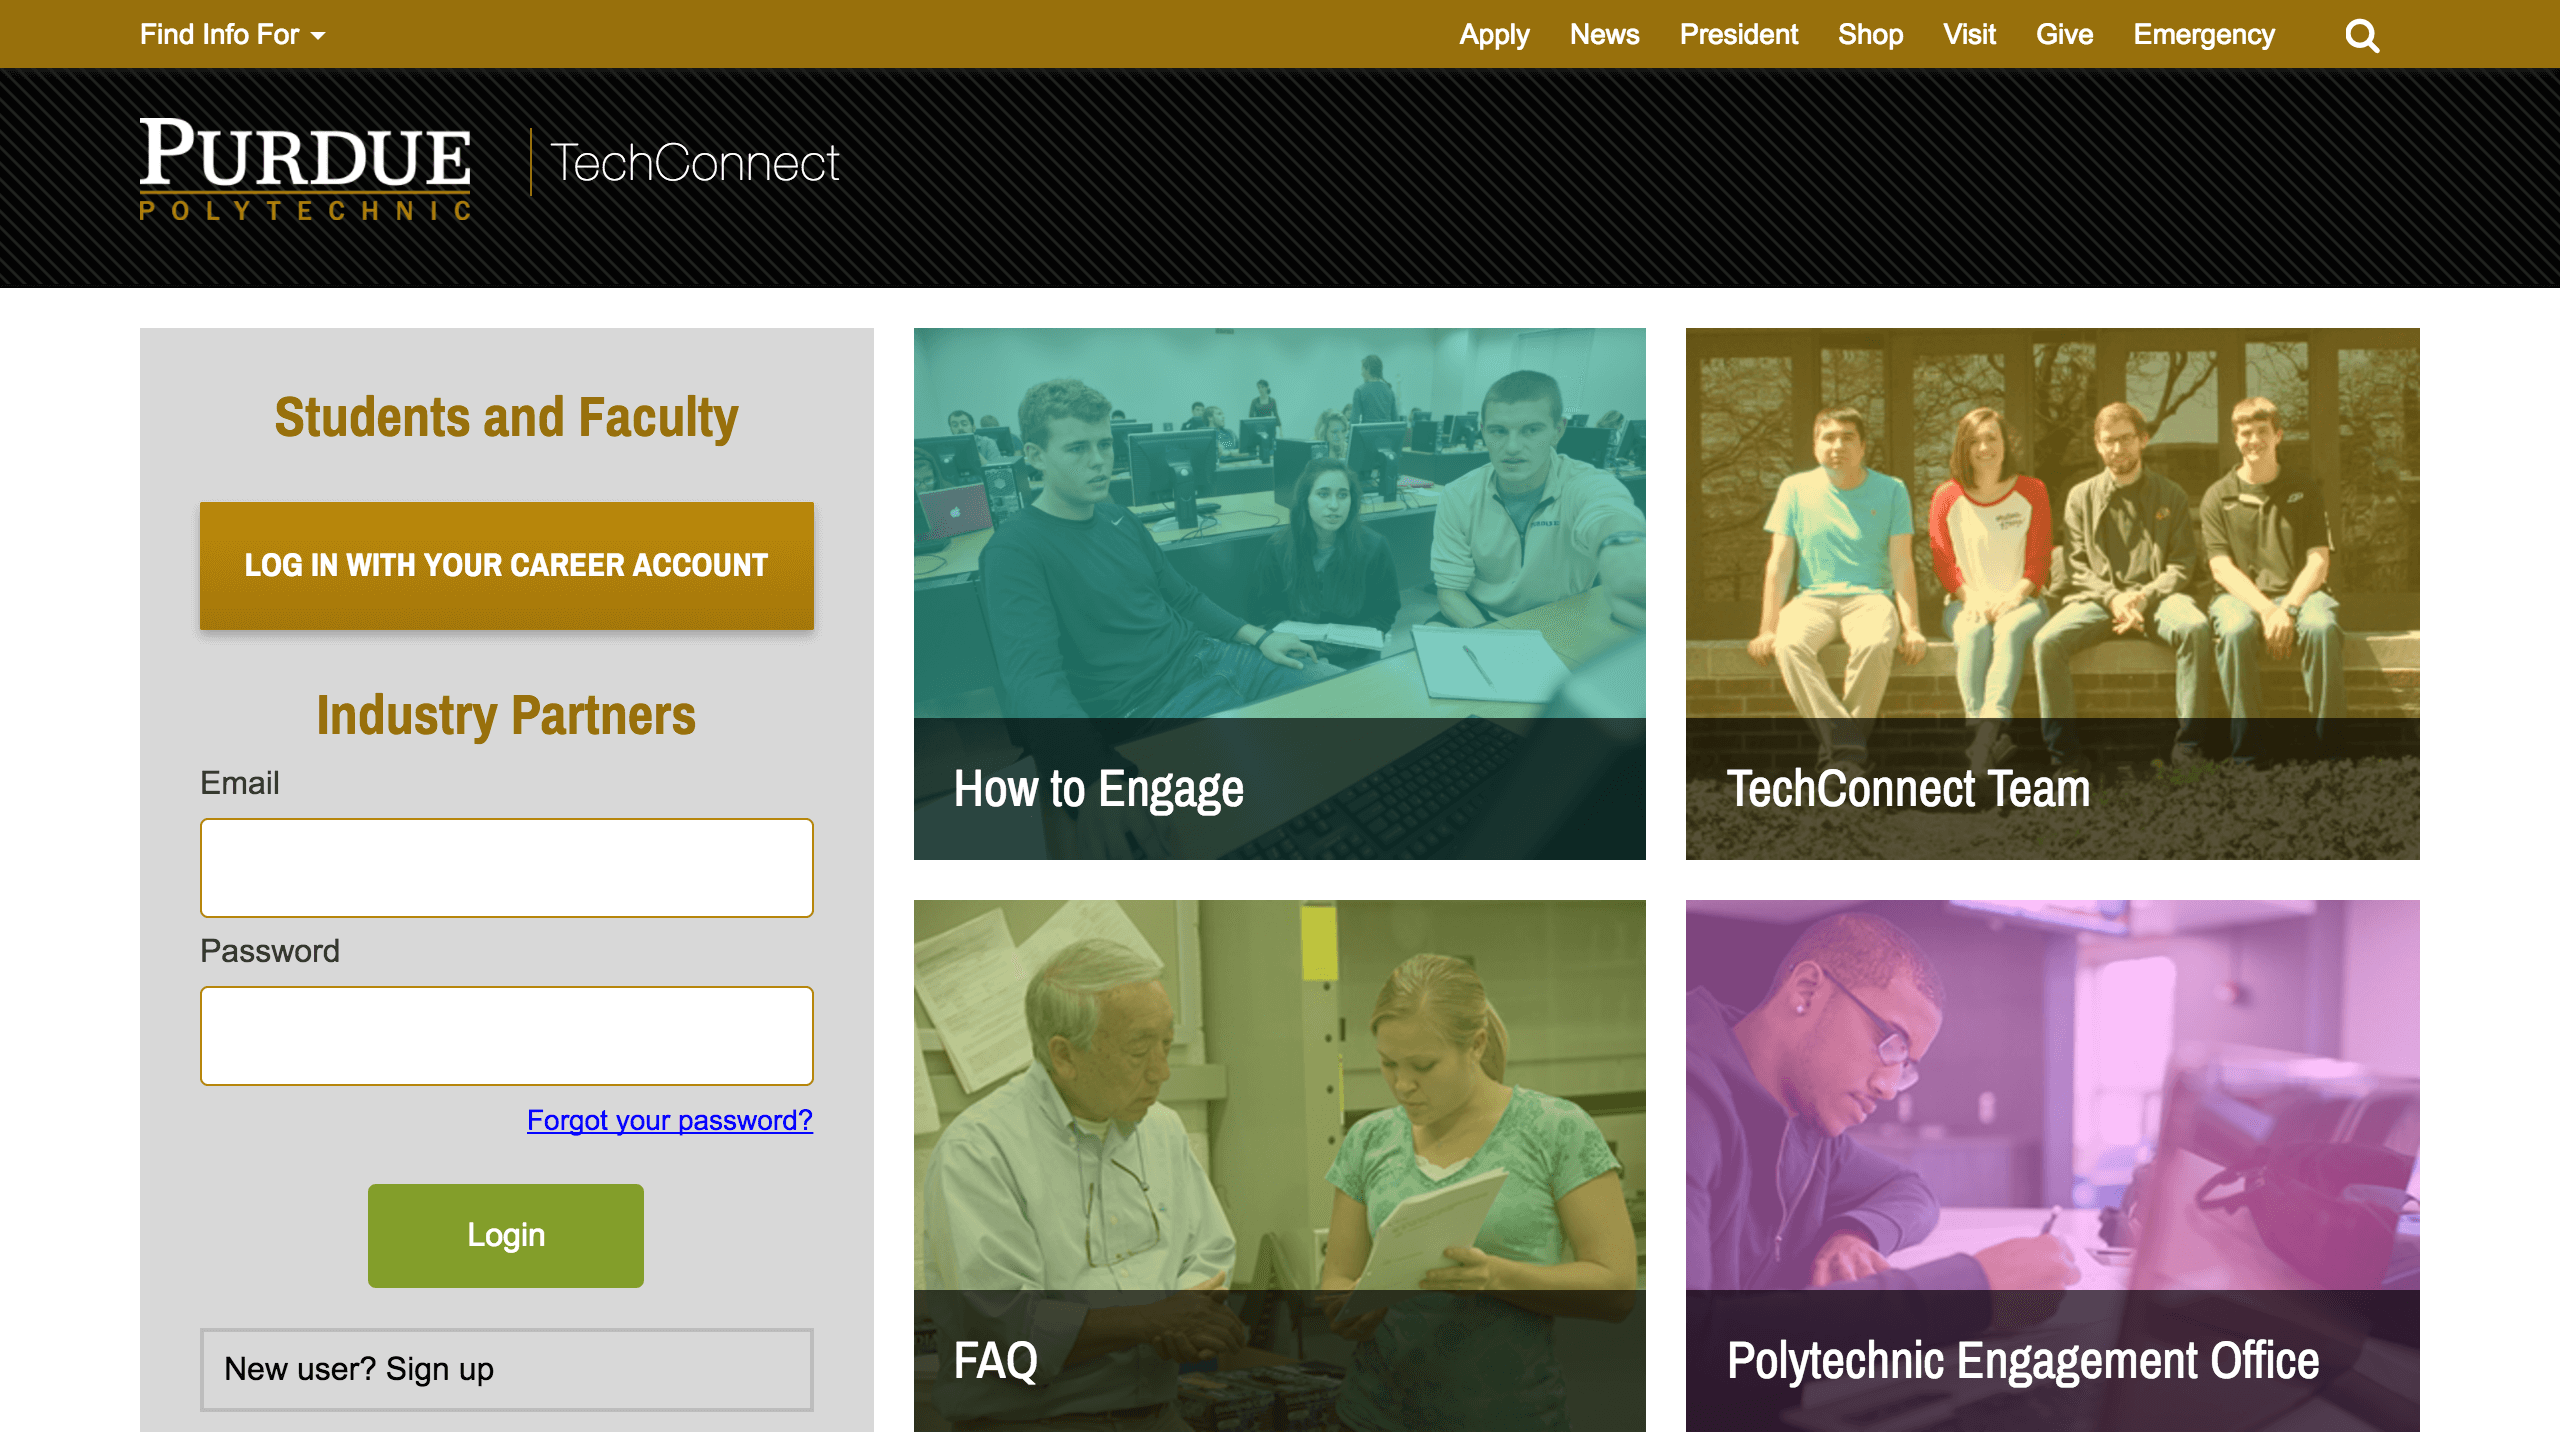 Find Info For
Apply News President Shop Visit Give Emergency
PURDUE
POLYTECHNIC
TechConnect
Students and Faculty
LOG IN WITH YOUR CAREER ACCOUNT
Industry Partners
Email
Password
Forgot your password?
Login
New user? Sign up
How to Engage
TechConnect Team
FAQ
Polytechnic Engagement Office